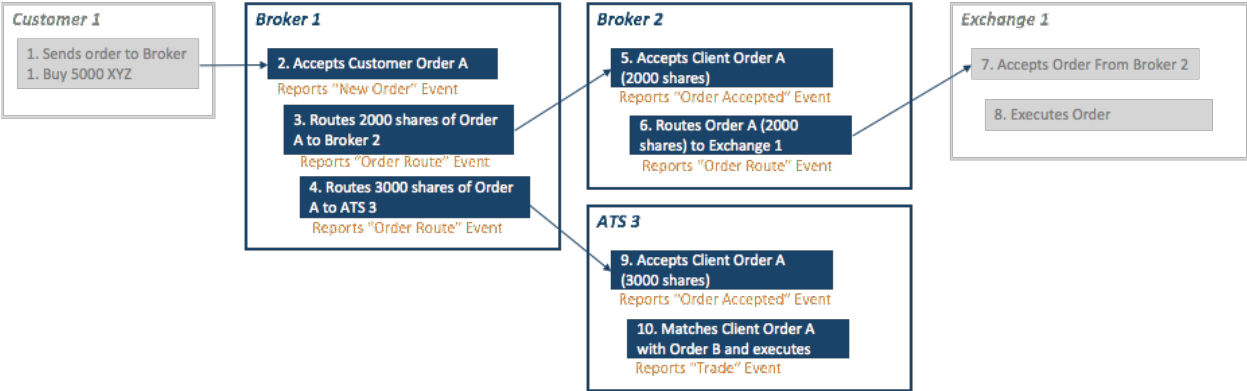 Customer 1
1. Sends order to Broker
1. Buy 5000 XYZ
Broker 1
2. Accepts Customer Order A
Reports "New Order" Event
3. Routes 2000 shares of Order
A to Broker 2
Reports "Order Route" Event
4. Routes 3000 shares of Order
A to ATS 3
Reports "Order Route" Event
Broker 2
5. Accepts Client Order A
(2000 shares)
Reports "Order Accepted" Event
6. Routes Order A (2000
shares) to Exchange 1
Reports "Order Route" Event
Exchange 1
7. Accepts Order From Broker 2
8. Executes Order
ATS 3
9. Accepts Client Order A
(3000 shares)
Reports "Order Accepted" Event
10. Matches Client Order A
with Order B and executes
Reports "Trade" Event